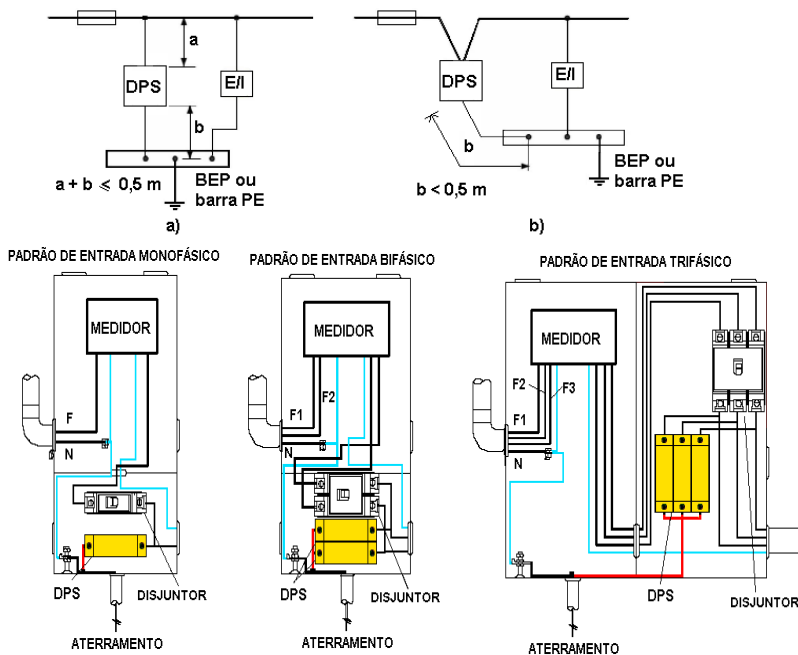 a
DPS
E/I
b
BEP ou
barra PE
a + b ⩽ 0,5 m
a)
DPS
E/I
b
BEP ou
barra PE
b < 0,5 m
b)
PADRÃO DE ENTRADA MONOFÁSICO
MEDIDOR
F
N
DPS
DISJUNTOR
ATERRAMENTO
PADRÃO DE ENTRADA BIFÁSICO
MEDIDOR
F1
F2
N
DPS
DISJUNTOR
ATERRAMENTO
PADRÃO DE ENTRADA TRIFÁSICO
MEDIDOR
F2
F3
F1
N
DPS
DISJUNTOR
ATERRAMENTO